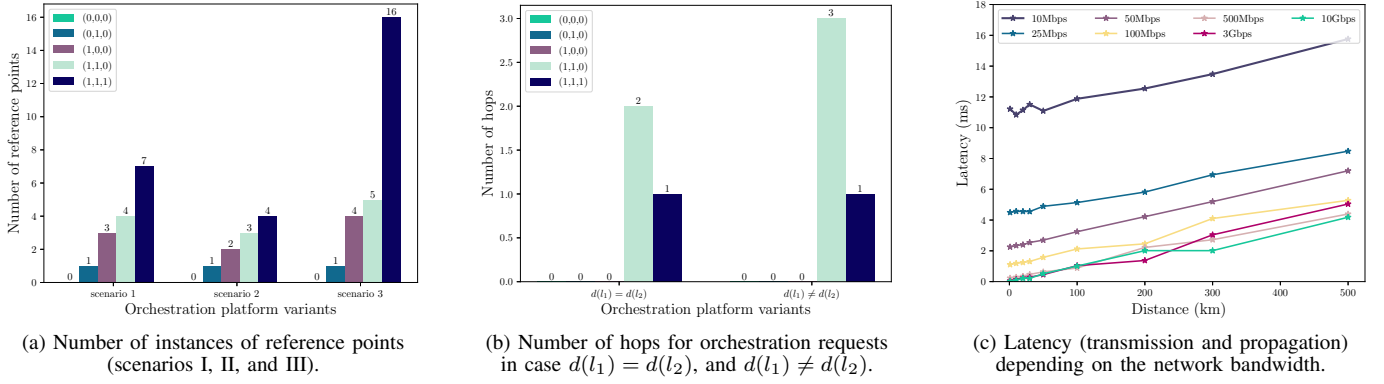 16
14
12
10
8
6
4
2
0
Number of reference points
(0,0,0)
(0,1,0)
(1,0,0)
(1,1,0)
(1,1,1)
0 1 3 4 7
0 1 2 3 4
0 1 4 5 16
scenario 1 scenario 2 scenario 3
Orchestration platform variants
(a) Number of instances of reference points
(scenarios I, II, and III).
3.0
2.5
2.0
1.5
1.0
0.5
0.0
Number of hops
(0,0,0)
(0,1,0)
(1,0,0)
(1,1,0)
(1,1,1)
0 0 0 2 1
0 0 0 3 1
d(l₁) = d(l₂) d(l₁) ≠ d(l₂)
Orchestration platform variants
(b) Number of hops for orchestration requests
in case d(l₁) = d(l₂), and d(l₁) ≠ d(l₂).
18
16
14
12
10
8
6
4
2
0
Latency (ms)
10Mbps 50Mbps 500Mbps 10Gbps
25Mbps 100Mbps 3Gbps
0 100 200 300 400 500
Distance (km)
(c) Latency (transmission and propagation)
depending on the network bandwidth.